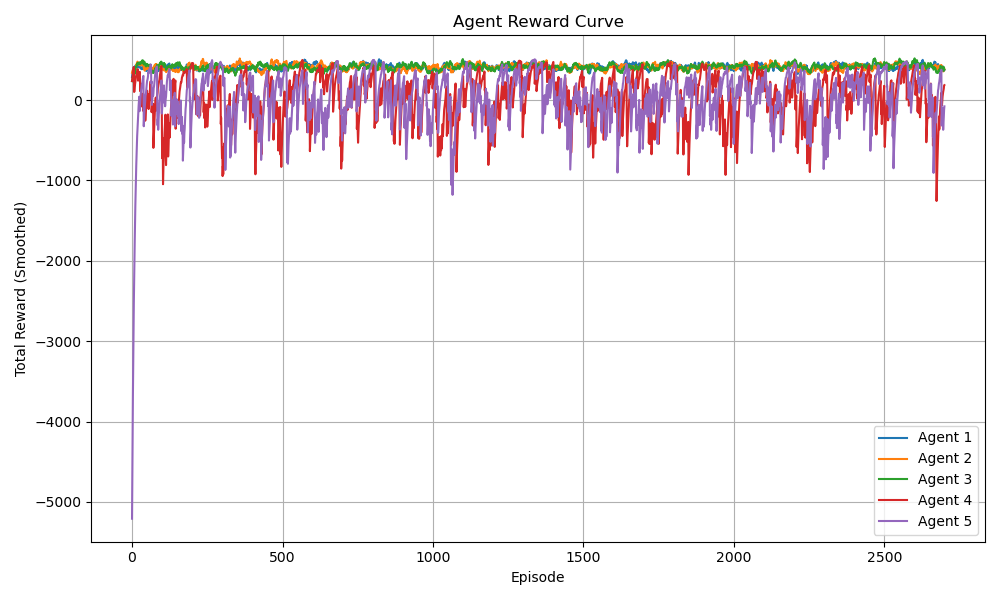 Agent Reward Curve
Total Reward (Smoothed)
0
−1000
−2000
−3000
−4000
−5000
0 500 1000 1500 2000 2500
Episode
Agent 1
Agent 2
Agent 3
Agent 4
Agent 5